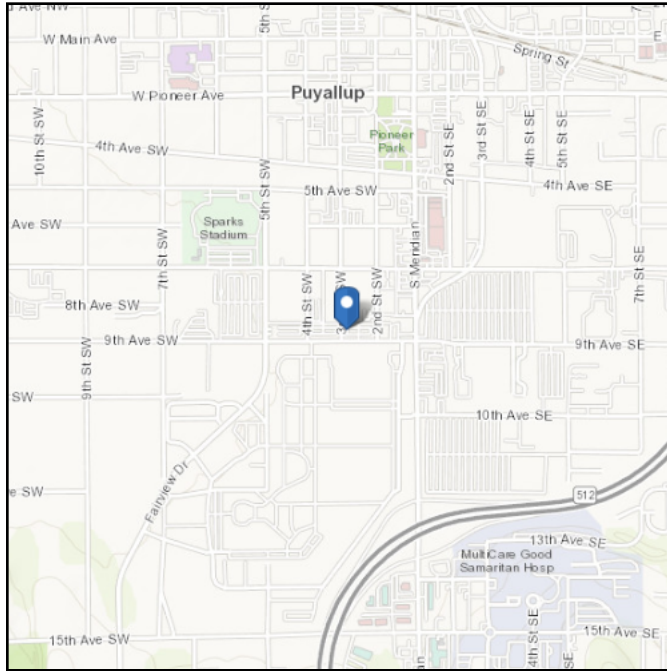 d Ave NW
W Main Ave
5th S
Spring St
W Pioneer Ave
Puyallup
10th St SW
4th Ave SW
Pioneer
Park
2nd St SE
3rd St SE
4th St SE
5th St SE
5th Ave SW
4th Ave SE
5th St SW
Sparks
Stadium
Ave SW
7th St SW
S Meridian
7th St SE
8th Ave SW
4th St SW
2nd St SW
9th Ave SW
9th Ave SE
9th St SW
SW
10th Ave SE
Fairview Dr
e SW
512
13th Ave SE
MultiCare Good
Samaritan Hosp
15th Ave SW
4th St SE
15th Ave SE